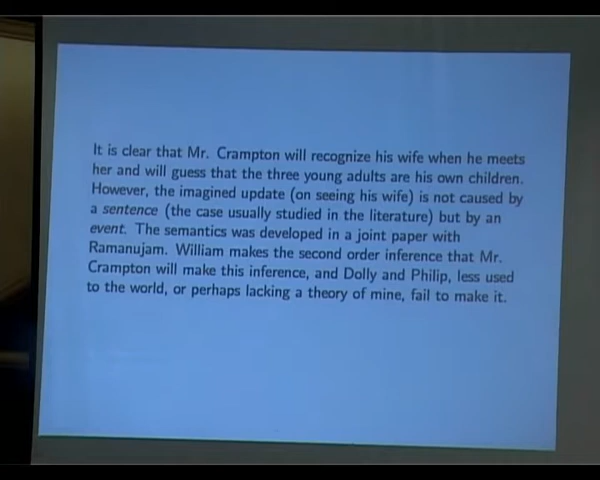 It is clear that Mr. Crampton will recognize his wife when he meets
her and will guess that the three young adults are his own children.
However, the imagined update (on seeing his wife) is not caused by
a sentence (the case usually studied in the literature) but by an
event. The semantics was developed in a joint paper with
Ramanujam. William makes the second order inference that Mr.
Crampton will make this inference, and Dolly and Philip, less used
to the world, or perhaps lacking a theory of mine, fail to make it.